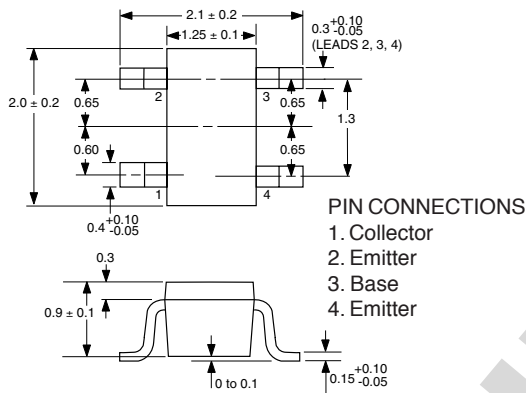 2.1 ± 0.2
1.25 ± 0.1
0.3 +0.10 -0.05
(LEADS 2, 3, 4)
2
3
2.0 ± 0.2
0.65
0.65
1.3
0.60
0.65
1
4
0.4 +0.10 -0.05
PIN CONNECTIONS
1. Collector
2. Emitter
3. Base
4. Emitter
0.3
0.9 ± 0.1
0 to 0.1
0.15 +0.10 -0.05